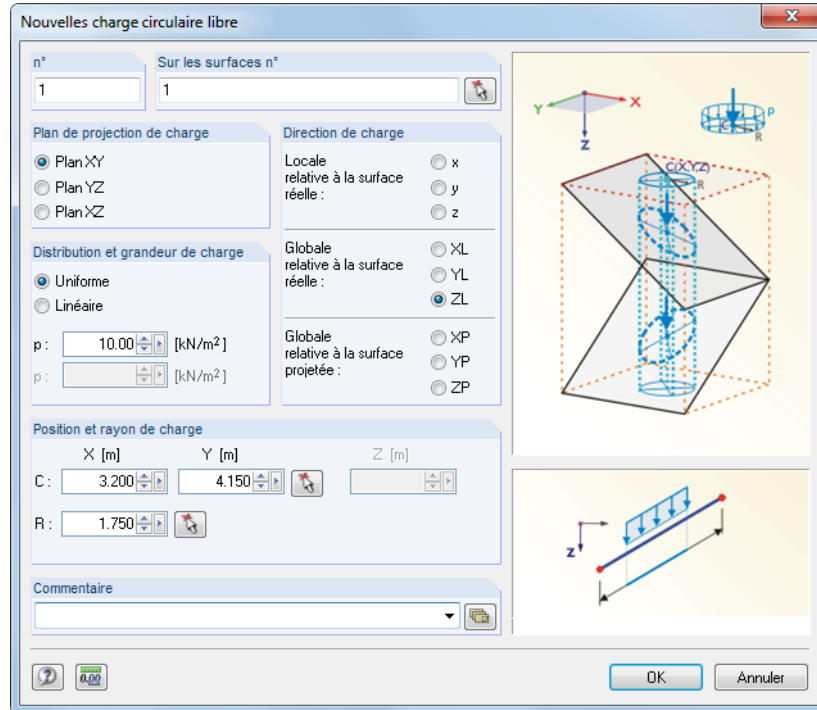 Nouvelles charge circulaire libre
n°
1
Sur les surfaces n°
1
Plan de projection de charge
Plan XY
Plan YZ
Plan XZ
Direction de charge
Locale
relative à la surface
réelle :
x
y
z
Globale
relative à la surface
réelle :
XL
YL
ZL
Globale
relative à la surface
projetée :
XP
YP
ZP
Distribution et grandeur de charge
Uniforme
Linéaire
p : 10.00 [kN/m²]
p : [kN/m²]
Position et rayon de charge
X [m] Y [m] Z [m]
C : 3.200 4.150
R : 1.750
Commentaire
Y X
Z
p
C R
C(X,Y,Z)
R
Z
0.00
OK Annuler